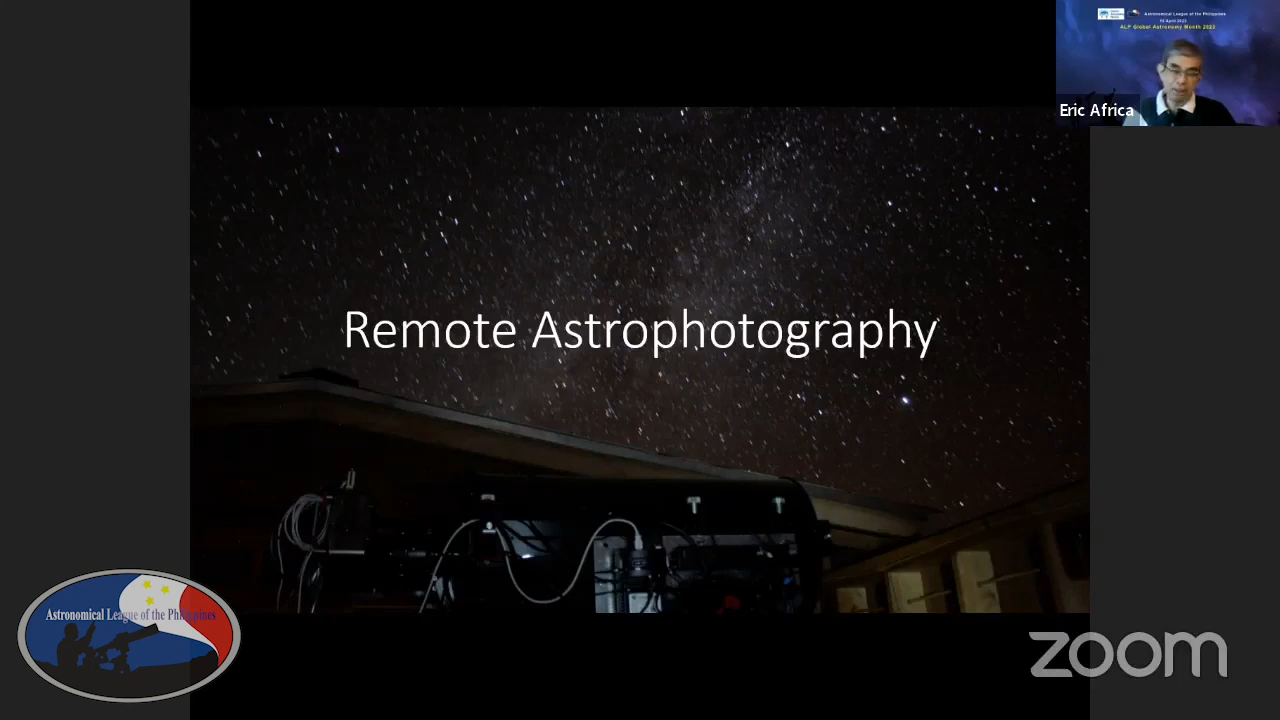 Astronomical League of the Philippines
ALP Global Astronomy Month 2023
Eric Africa
Remote Astrophotography
Astronomical League of the Philippines
zoom